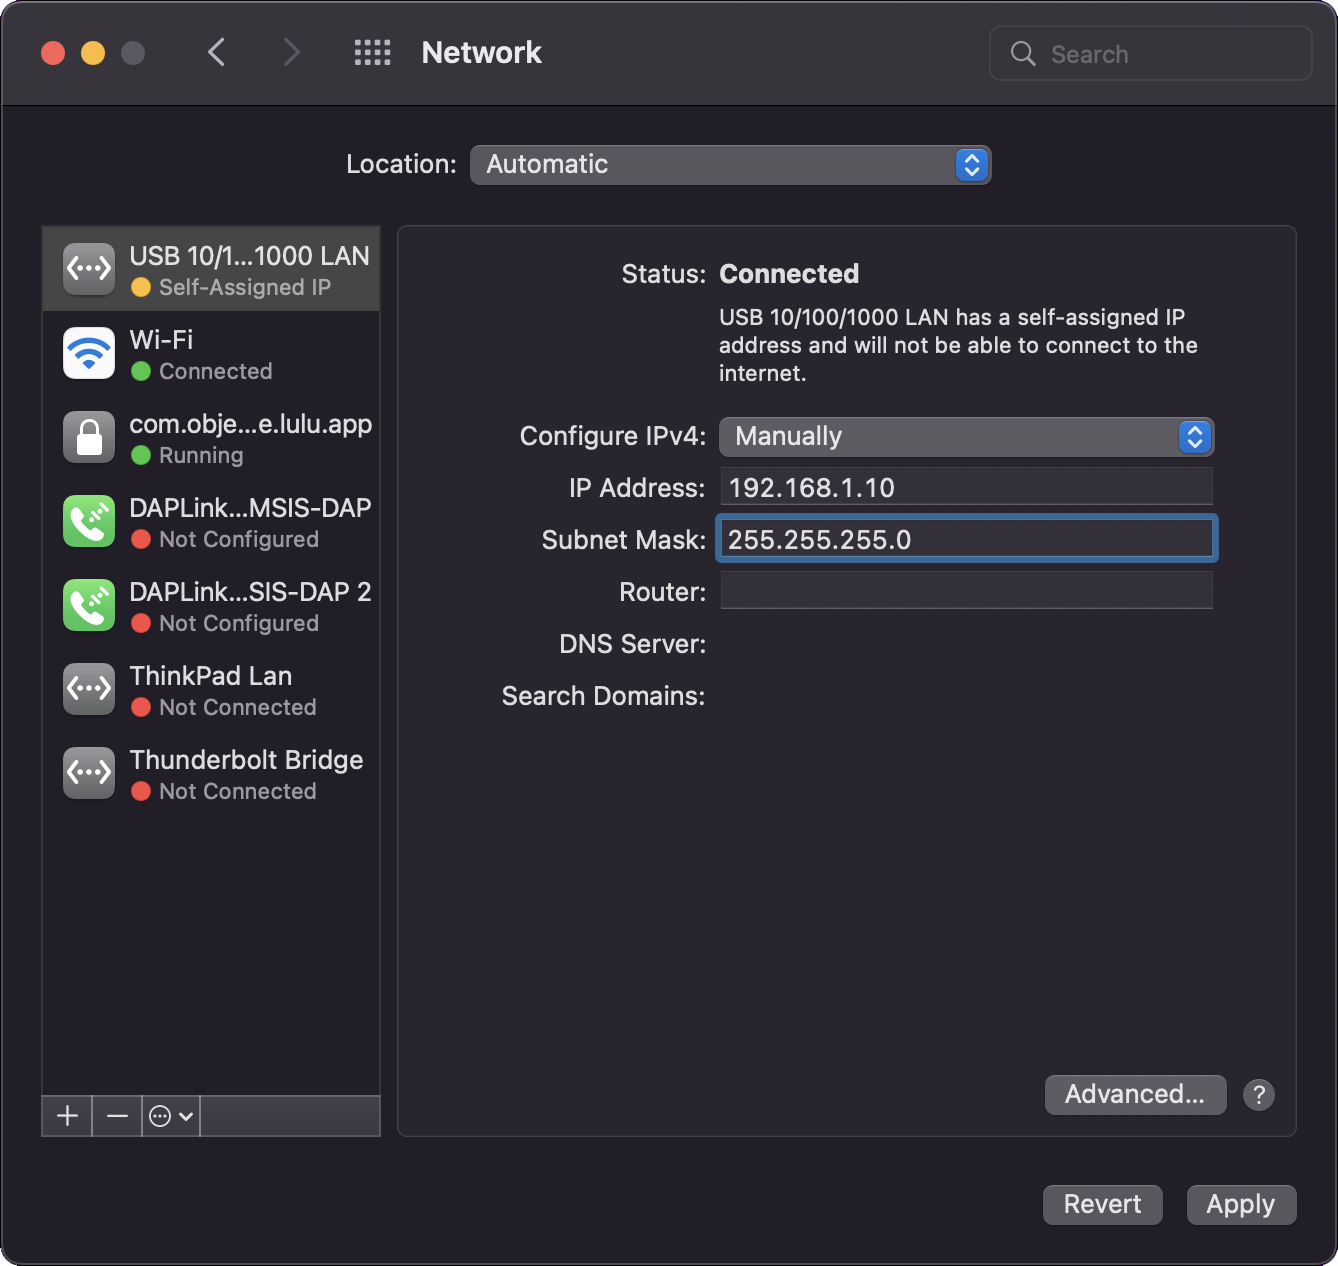 Network
Search
Location: Automatic
USB 10/1...1000 LAN
Self-Assigned IP
Wi-Fi
Connected
com.obje...e.lulu.app
Running
DAPLink...MSIS-DAP
Not Configured
DAPLink...SIS-DAP 2
Not Configured
ThinkPad Lan
Not Connected
Thunderbolt Bridge
Not Connected
Status: Connected
USB 10/100/1000 LAN has a self-assigned IP
address and will not be able to connect to the
internet.
Configure IPv4: Manually
IP Address: 192.168.1.10
Subnet Mask: 255.255.255.0
Router:
DNS Server:
Search Domains:
Advanced...
?
Revert
Apply